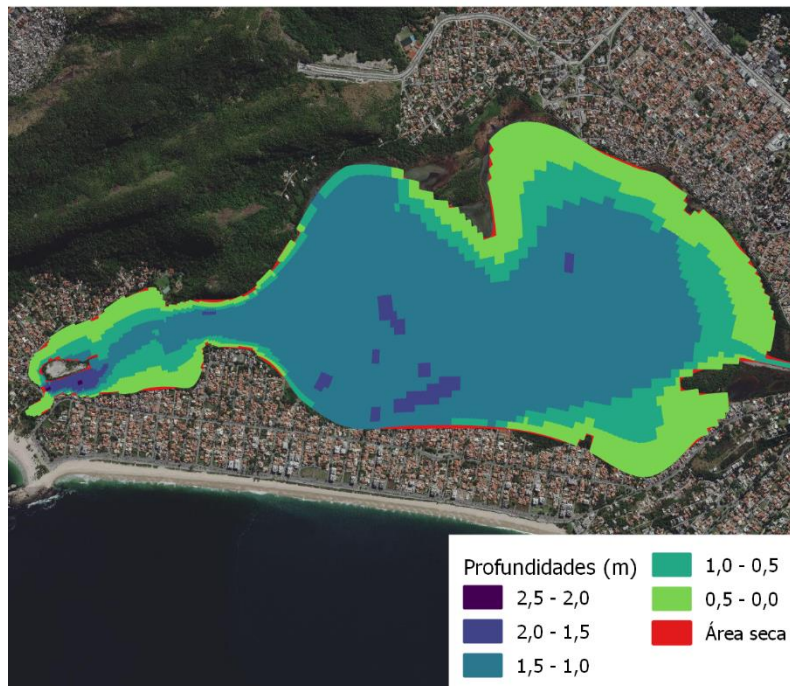 Profundidades (m)
2,5 - 2,0
2,0 - 1,5
1,5 - 1,0
1,0 - 0,5
0,5 - 0,0
Área seca